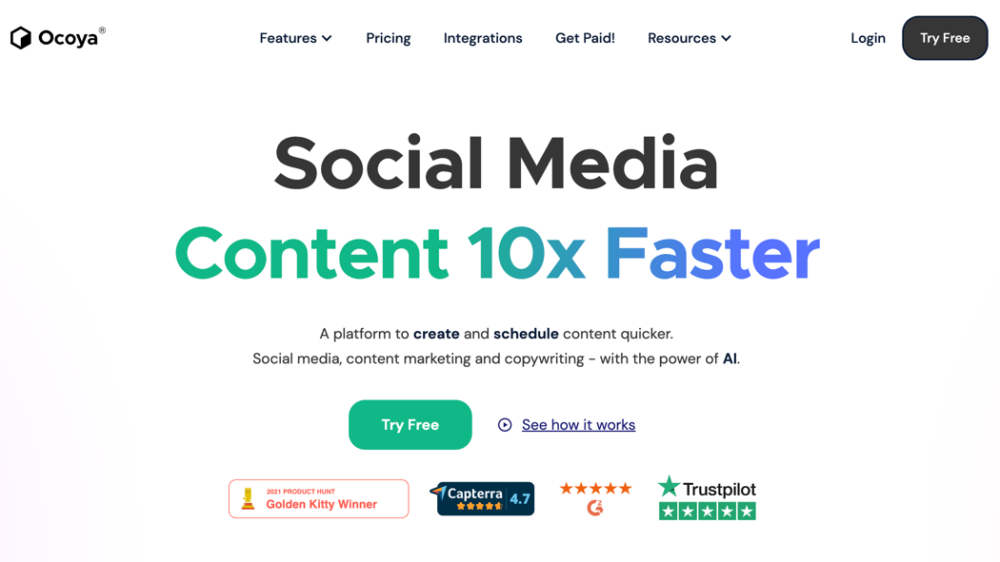 Ocoya®
Features
Pricing
Integrations
Get Paid!
Resources
Login
Try Free
Social Media
Content 10x Faster
A platform to create and schedule content quicker.
Social media, content marketing and copywriting - with the power of AI.
Try Free
See how it works
2021 PRODUCT HUNT
Golden Kitty Winner
Capterra 4.7
G2
Trustpilot